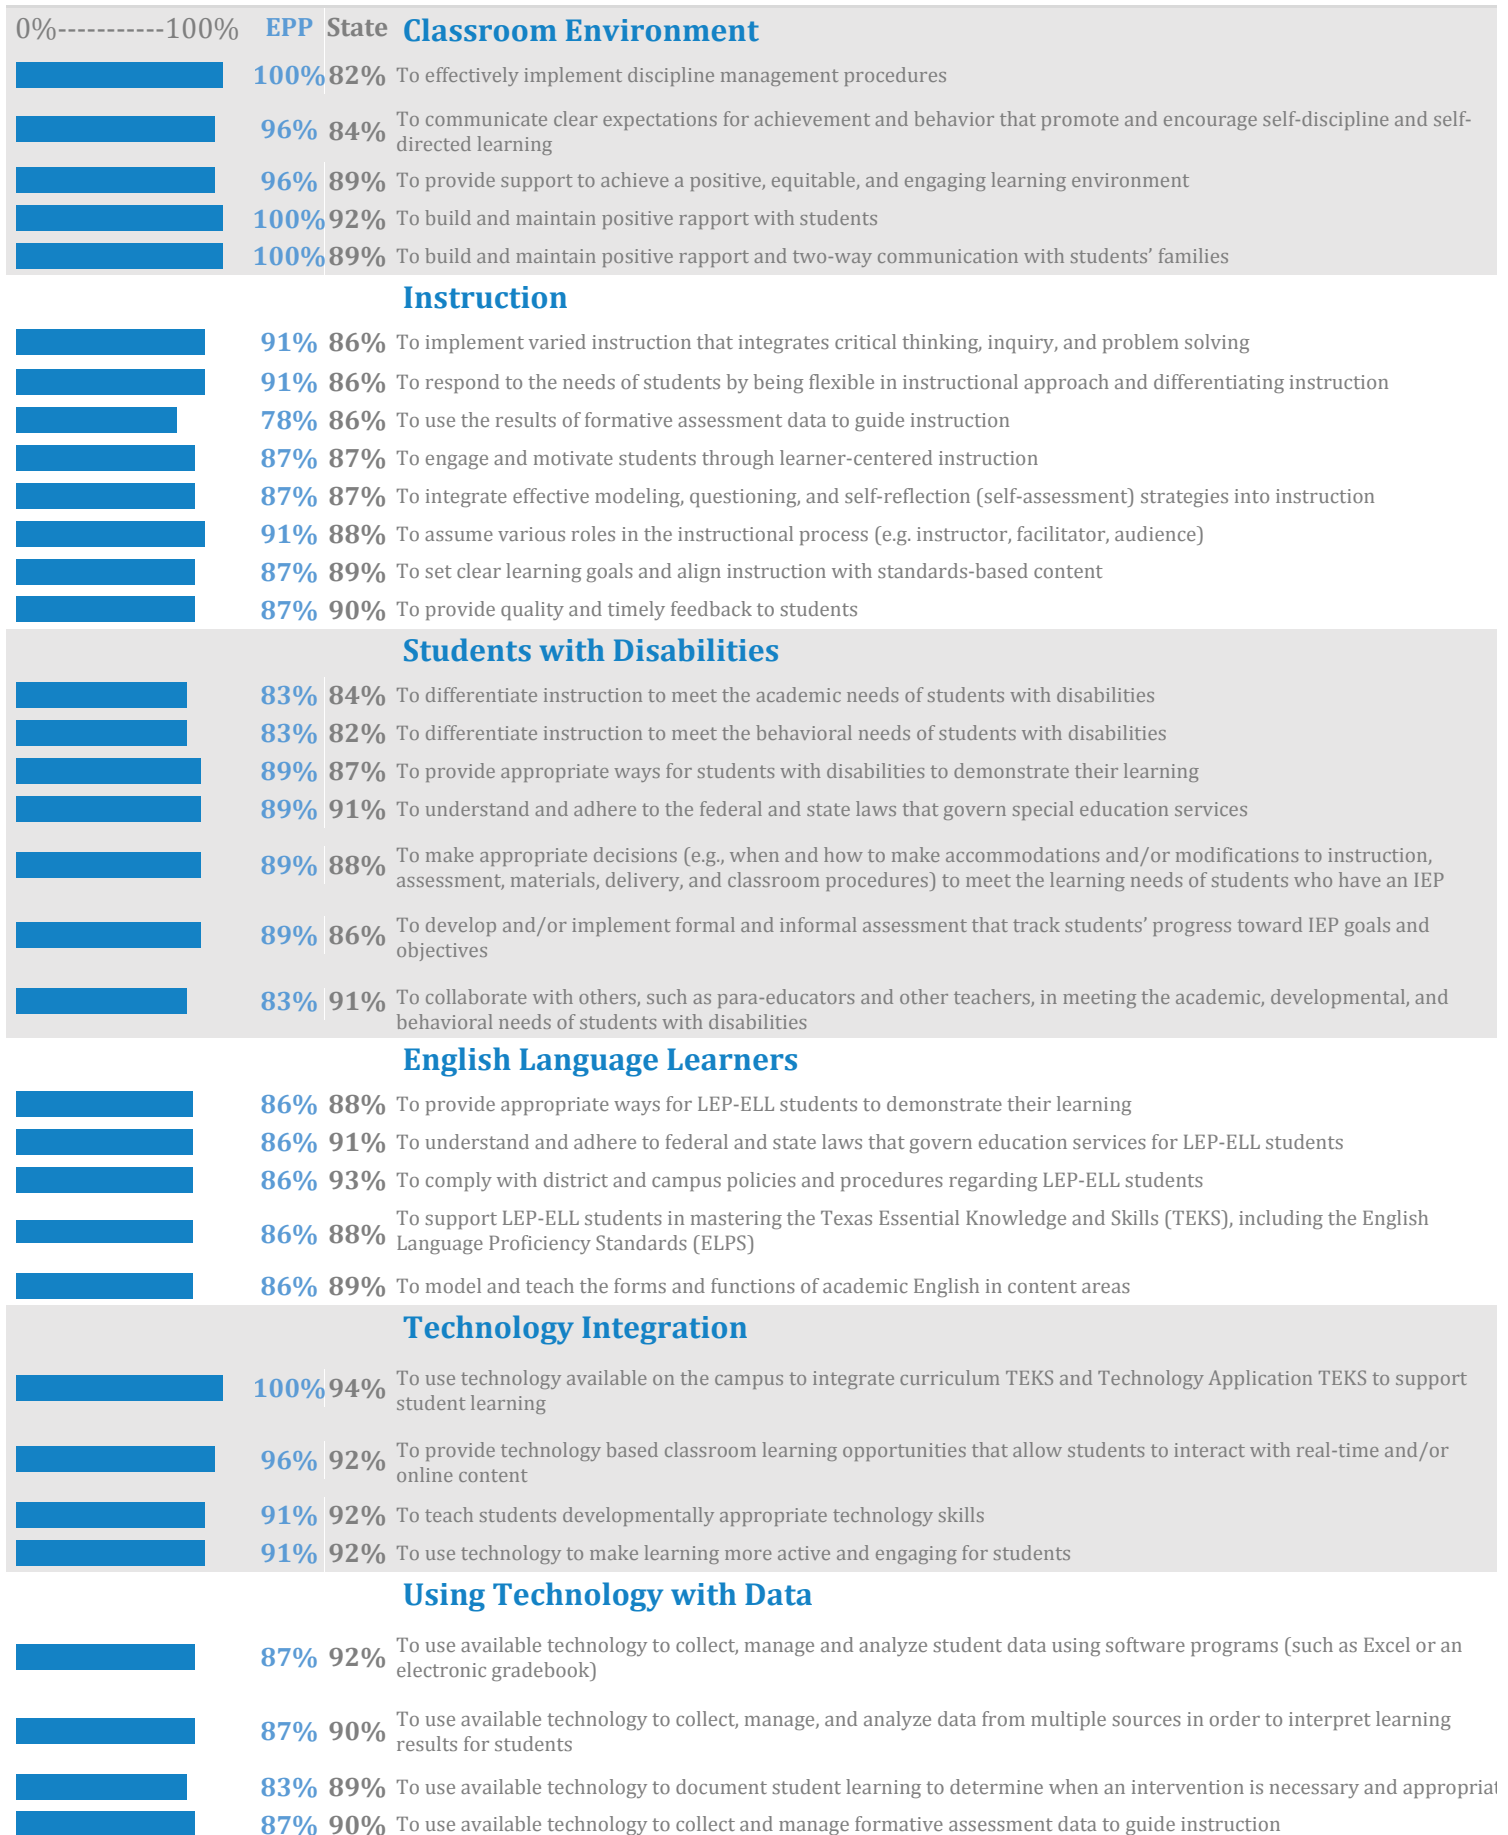 0%-----------100% EPP State Classroom Environment
100% 82% To effectively implement discipline management procedures
96% 84% To communicate clear expectations for achievement and behavior that promote and encourage self-discipline and self-
directed learning
96% 89% To provide support to achieve a positive, equitable, and engaging learning environment
100% 92% To build and maintain positive rapport with students
100% 89% To build and maintain positive rapport and two-way communication with students’ families
Instruction
91% 86% To implement varied instruction that integrates critical thinking, inquiry, and problem solving
91% 86% To respond to the needs of students by being flexible in instructional approach and differentiating instruction
78% 86% To use the results of formative assessment data to guide instruction
87% 87% To engage and motivate students through learner-centered instruction
87% 87% To integrate effective modeling, questioning, and self-reflection (self-assessment) strategies into instruction
91% 88% To assume various roles in the instructional process (e.g. instructor, facilitator, audience)
87% 89% To set clear learning goals and align instruction with standards-based content
87% 90% To provide quality and timely feedback to students
Students with Disabilities
83% 84% To differentiate instruction to meet the academic needs of students with disabilities
83% 82% To differentiate instruction to meet the behavioral needs of students with disabilities
89% 87% To provide appropriate ways for students with disabilities to demonstrate their learning
89% 91% To understand and adhere to the federal and state laws that govern special education services
89% 88% To make appropriate decisions (e.g., when and how to make accommodations and/or modifications to instruction,
assessment, materials, delivery, and classroom procedures) to meet the learning needs of students who have an IEP
89% 86% To develop and/or implement formal and informal assessment that track students’ progress toward IEP goals and
objectives
83% 91% To collaborate with others, such as para-educators and other teachers, in meeting the academic, developmental, and
behavioral needs of students with disabilities
English Language Learners
86% 88% To provide appropriate ways for LEP-ELL students to demonstrate their learning
86% 91% To understand and adhere to federal and state laws that govern education services for LEP-ELL students
86% 93% To comply with district and campus policies and procedures regarding LEP-ELL students
86% 88% To support LEP-ELL students in mastering the Texas Essential Knowledge and Skills (TEKS), including the English
Language Proficiency Standards (ELPS)
86% 89% To model and teach the forms and functions of academic English in content areas
Technology Integration
100% 94% To use technology available on the campus to integrate curriculum TEKS and Technology Application TEKS to support
student learning
96% 92% To provide technology based classroom learning opportunities that allow students to interact with real-time and/or
online content
91% 92% To teach students developmentally appropriate technology skills
91% 92% To use technology to make learning more active and engaging for students
Using Technology with Data
87% 92% To use available technology to collect, manage and analyze student data using software programs (such as Excel or an
electronic gradebook)
87% 90% To use available technology to collect, manage, and analyze data from multiple sources in order to interpret learning
results for students
83% 89% To use available technology to document student learning to determine when an intervention is necessary and appropriat
87% 90% To use available technology to collect and manage formative assessment data to guide instruction